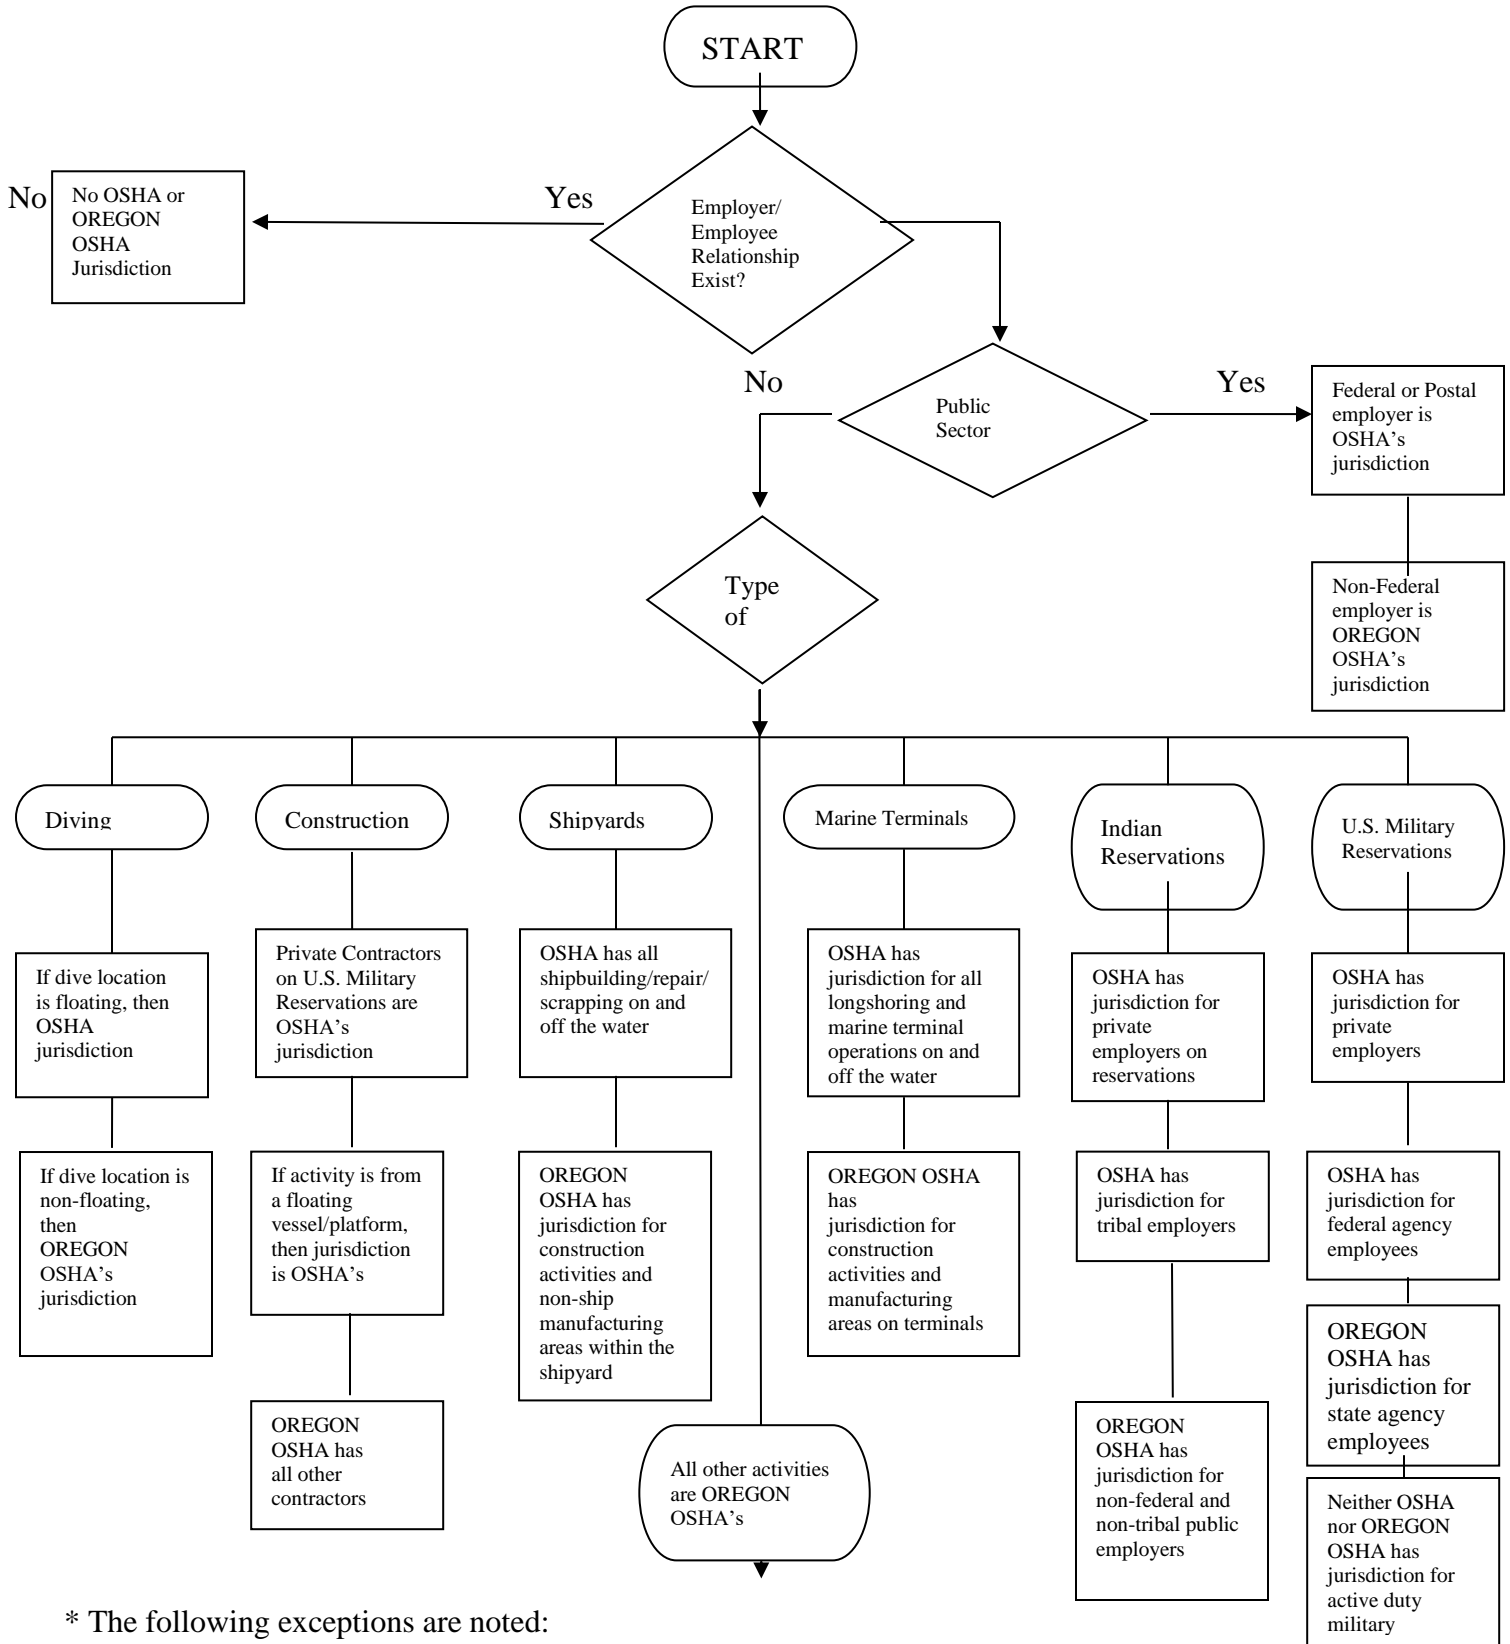 START
No
No OSHA or
OREGON
OSHA
Jurisdiction
Yes
Employer/
Employee
Relationship
Exist?
No
Public
Sector
Yes
Federal or Postal
employer is
OSHA’s
jurisdiction
Non-Federal
employer is
OREGON
OSHA’s
jurisdiction
Type
of
Diving
Construction
Shipyards
Marine Terminals
Indian
Reservations
U.S. Military
Reservations
If dive location
is floating, then
OSHA
jurisdiction
Private Contractors
on U.S. Military
Reservations are
OSHA’s
jurisdiction
OSHA has all
shipbuilding/repair/
scrapping on and
off the water
OSHA has
jurisdiction for all
longshoring and
marine terminal
operations on and
off the water
OSHA has
jurisdiction for
private
employers on
reservations
OSHA has
jurisdiction for
private
employers
If dive location is
non-floating,
then
OREGON
OSHA’s
jurisdiction
If activity is from
a floating
vessel/platform,
then jurisdiction
is OSHA’s
OREGON
OSHA has
jurisdiction for
construction
activities and
non-ship
manufacturing
areas within the
shipyard
OREGON OSHA
has
jurisdiction for
construction
activities and
manufacturing
areas on terminals
OSHA has
jurisdiction for
tribal employers
OSHA has
jurisdiction for
federal agency
employees
OREGON
OSHA has
jurisdiction for
state agency
employees
OREGON
OSHA has
all other
contractors
All other activities
are OREGON
OSHA’s
OREGON
OSHA has
jurisdiction for
non-federal and
non-tribal public
employers
Neither OSHA
nor OREGON
OSHA has
jurisdiction for
active duty
military
* The following exceptions are noted: